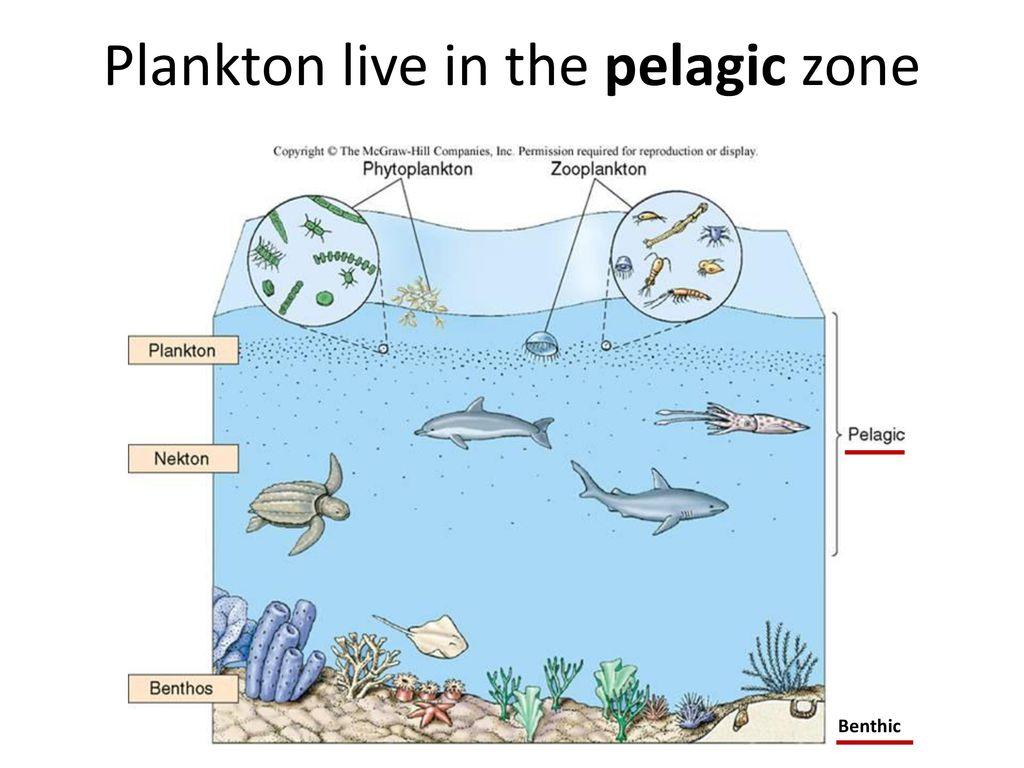 Plankton live in the pelagic zone
Copyright © The McGraw-Hill Companies, Inc. Permission required for reproduction or display.
Phytoplankton
Zooplankton
Plankton
Pelagic
Nekton
Benthos
Benthic